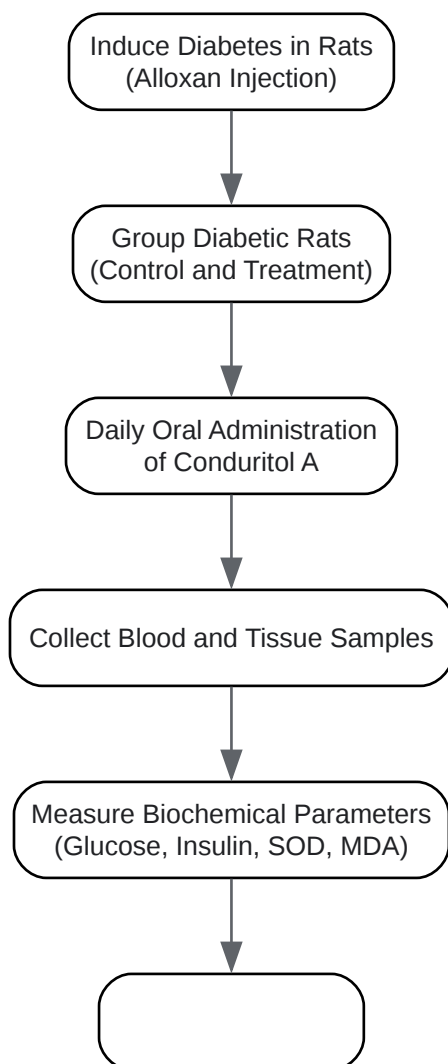 Induce Diabetes in Rats
(Alloxan Injection)
Group Diabetic Rats
(Control and Treatment)
Daily Oral Administration
of Conduritol A
Collect Blood and Tissue Samples
Measure Biochemical Parameters
(Glucose, Insulin, SOD, MDA)